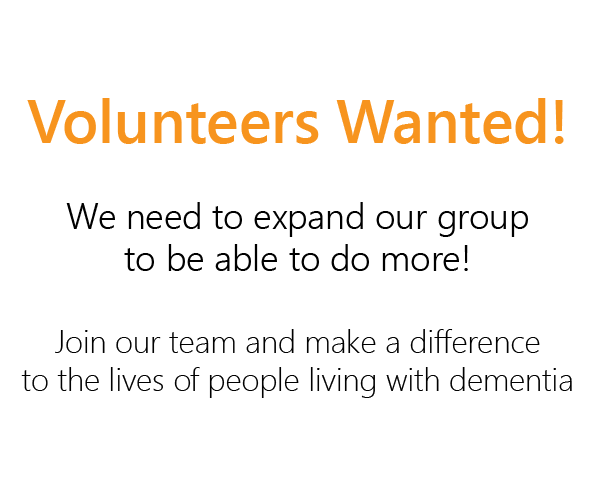 Volunteers Wanted!
We need to expand our group
to be able to do more!
Join our team and make a difference
to the lives of people living with dementia